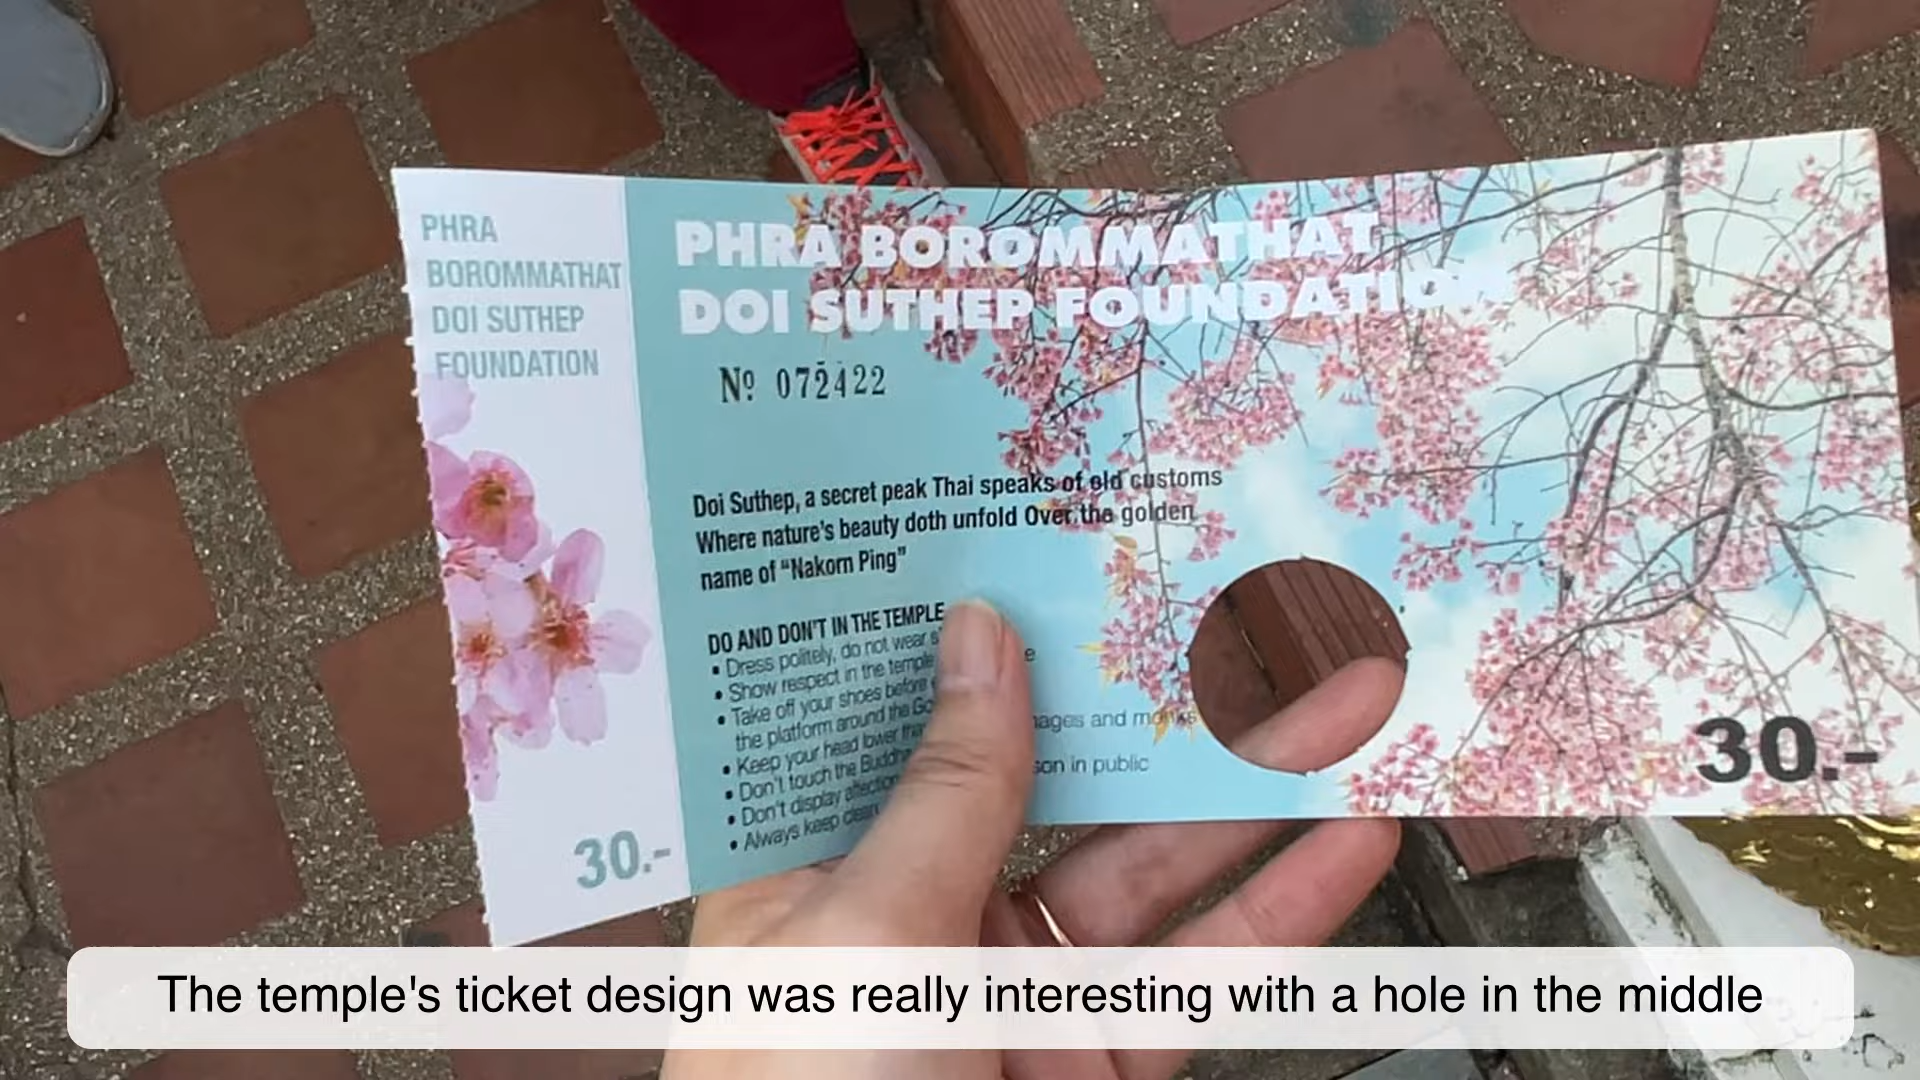 PHRA
BOROMMATHAT
DOI SUTHEP
FOUNDATION
30.-
PHRA BOROMMATHAT
DOI SUTHEP FOUNDATION
Nº 072422
Doi Suthep, a secret peak Thai speaks of old customs
Where nature's beauty doth unfold Over the golden
name of "Nakorn Ping"
DO AND DON'T IN THE TEMPLE
• Dress politely, do not wear
• Show respect in the temple
• Take off your shoes before
the platform around the
• Keep your head lower than images and monks
• Don't touch the Buddha
• Don't display affection in public
• Always keep clean
30.-
The temple's ticket design was really interesting with a hole in the middle